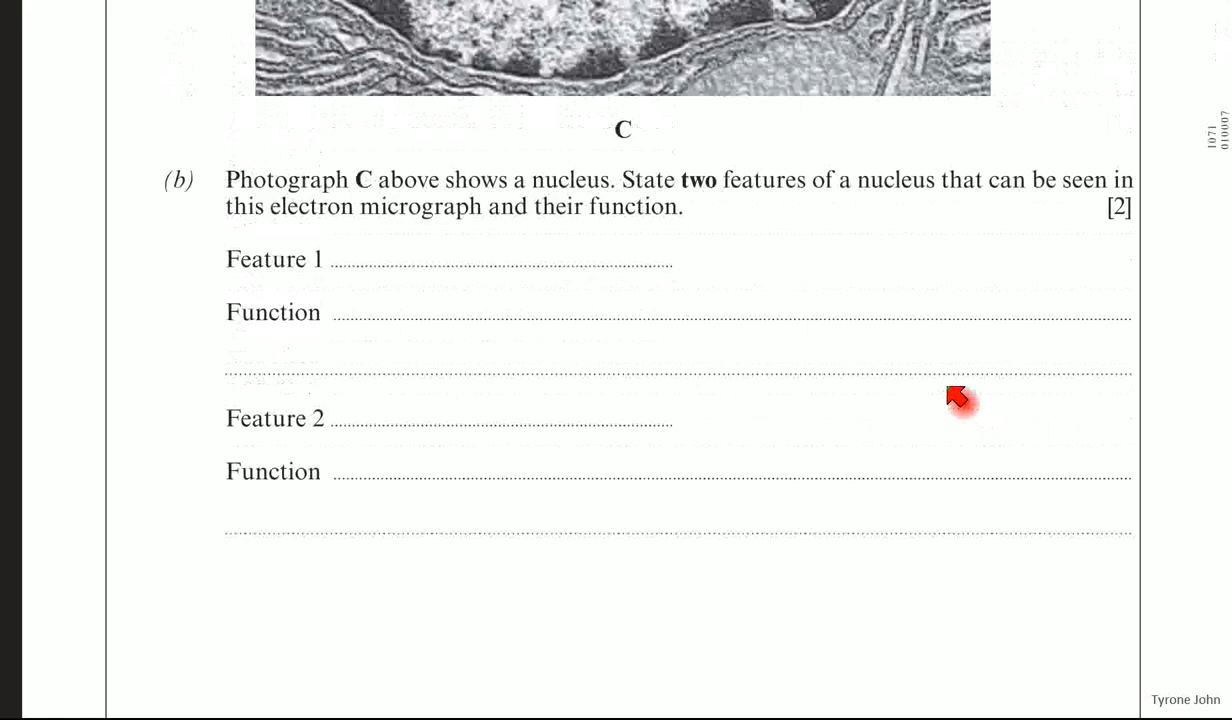 C
(b) Photograph C above shows a nucleus. State two features of a nucleus that can be seen in
this electron micrograph and their function. [2]
Feature 1
Function
Feature 2
Function
1071
010007
Tyrone John